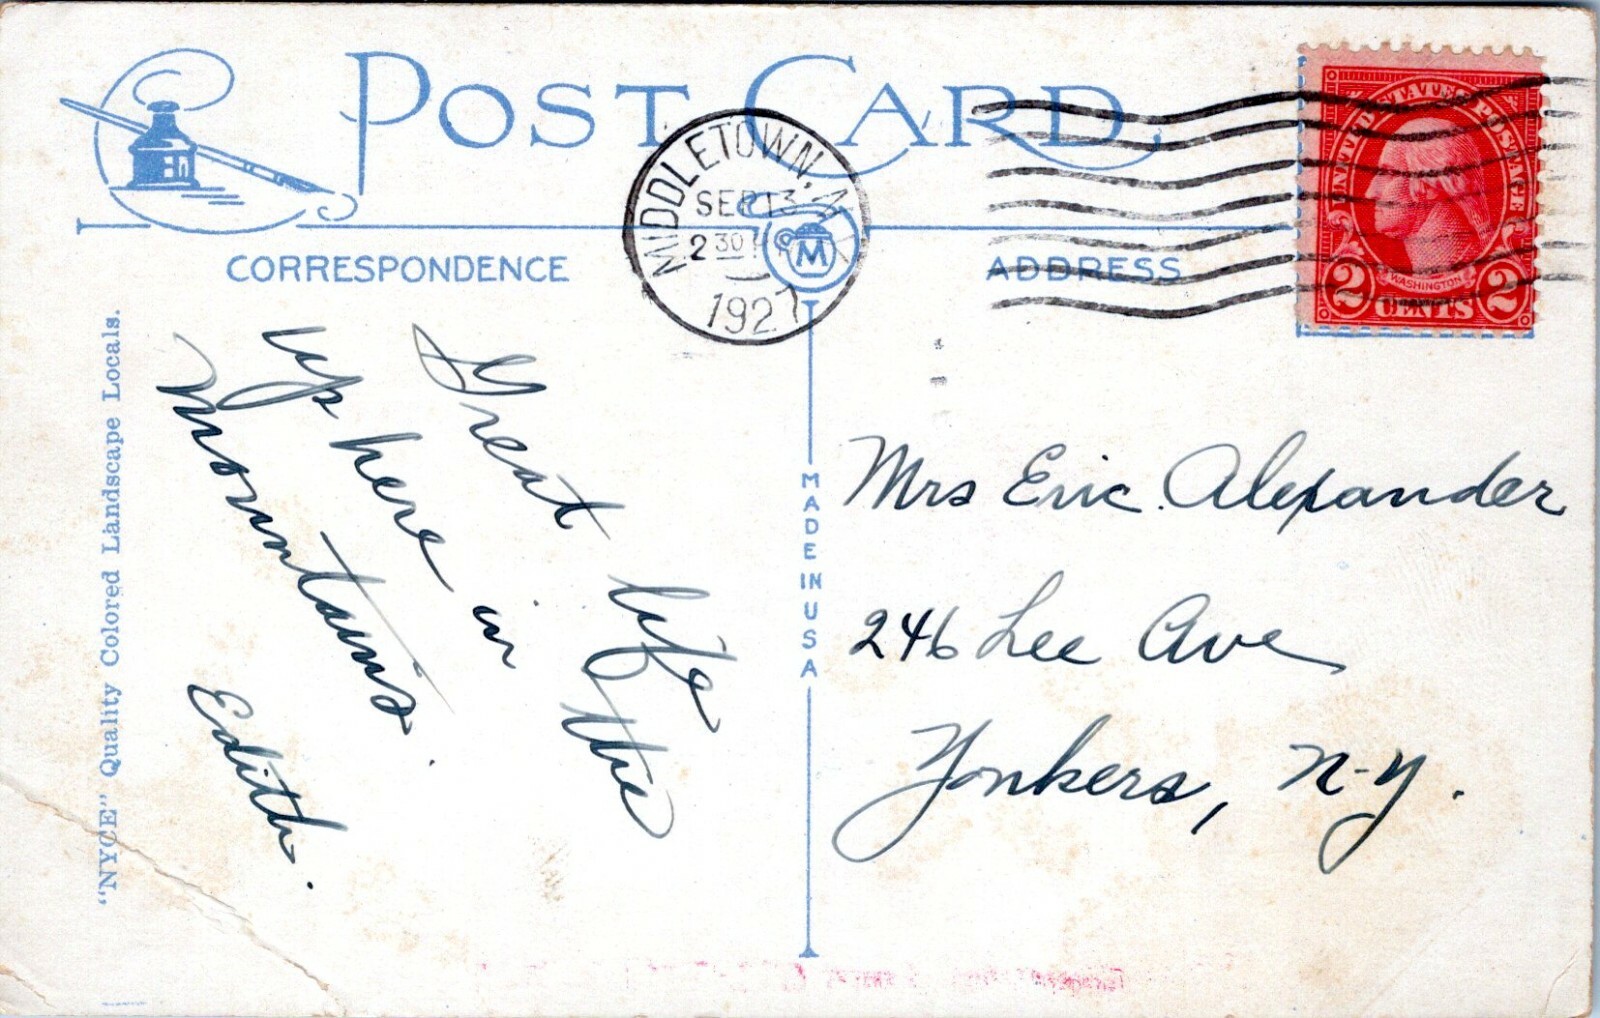 POST CARD.
CORRESPONDENCE
ADDRESS
MIDDLETOWN, N.Y.
SEP 13
2 30 P
1927
M
UNITED STATES POSTAGE
WASHINGTON
2 CENTS 2
"NYCE" Quality Colored Landscape Locals.
MADE IN USA
Great life
up here in the
Mountains.
Edith.
Mrs Eric Alexander
246 Lee Ave
Yonkers, N-Y.